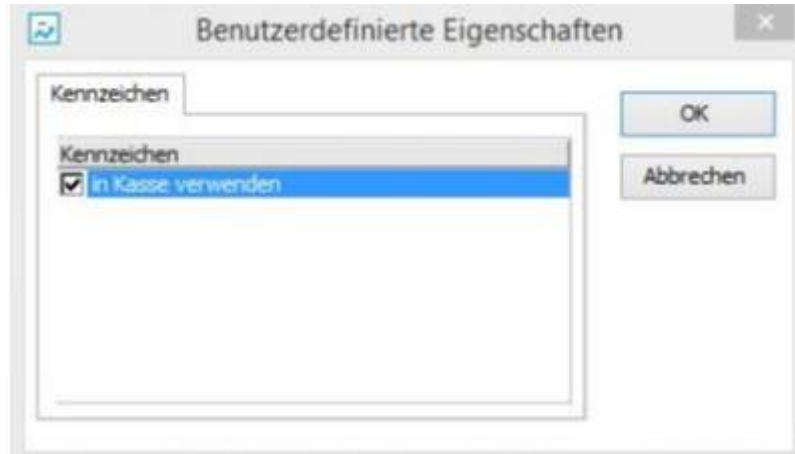 Benutzerdefinierte Eigenschaften
Kennzeichen
OK
Kennzeichen
in Kasse verwenden
Abbrechen